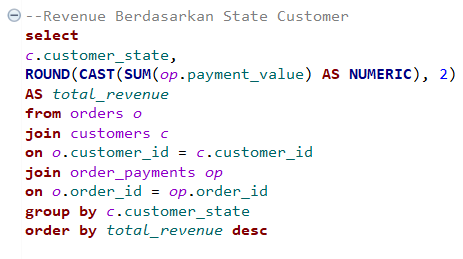 --Revenue Berdasarkan State Customer
select
c.customer_state,
ROUND(CAST(SUM(op.payment_value) AS NUMERIC), 2)
AS total_revenue
from orders o
join customers c
on o.customer_id = c.customer_id
join order_payments op
on o.order_id = op.order_id
group by c.customer_state
order by total_revenue desc